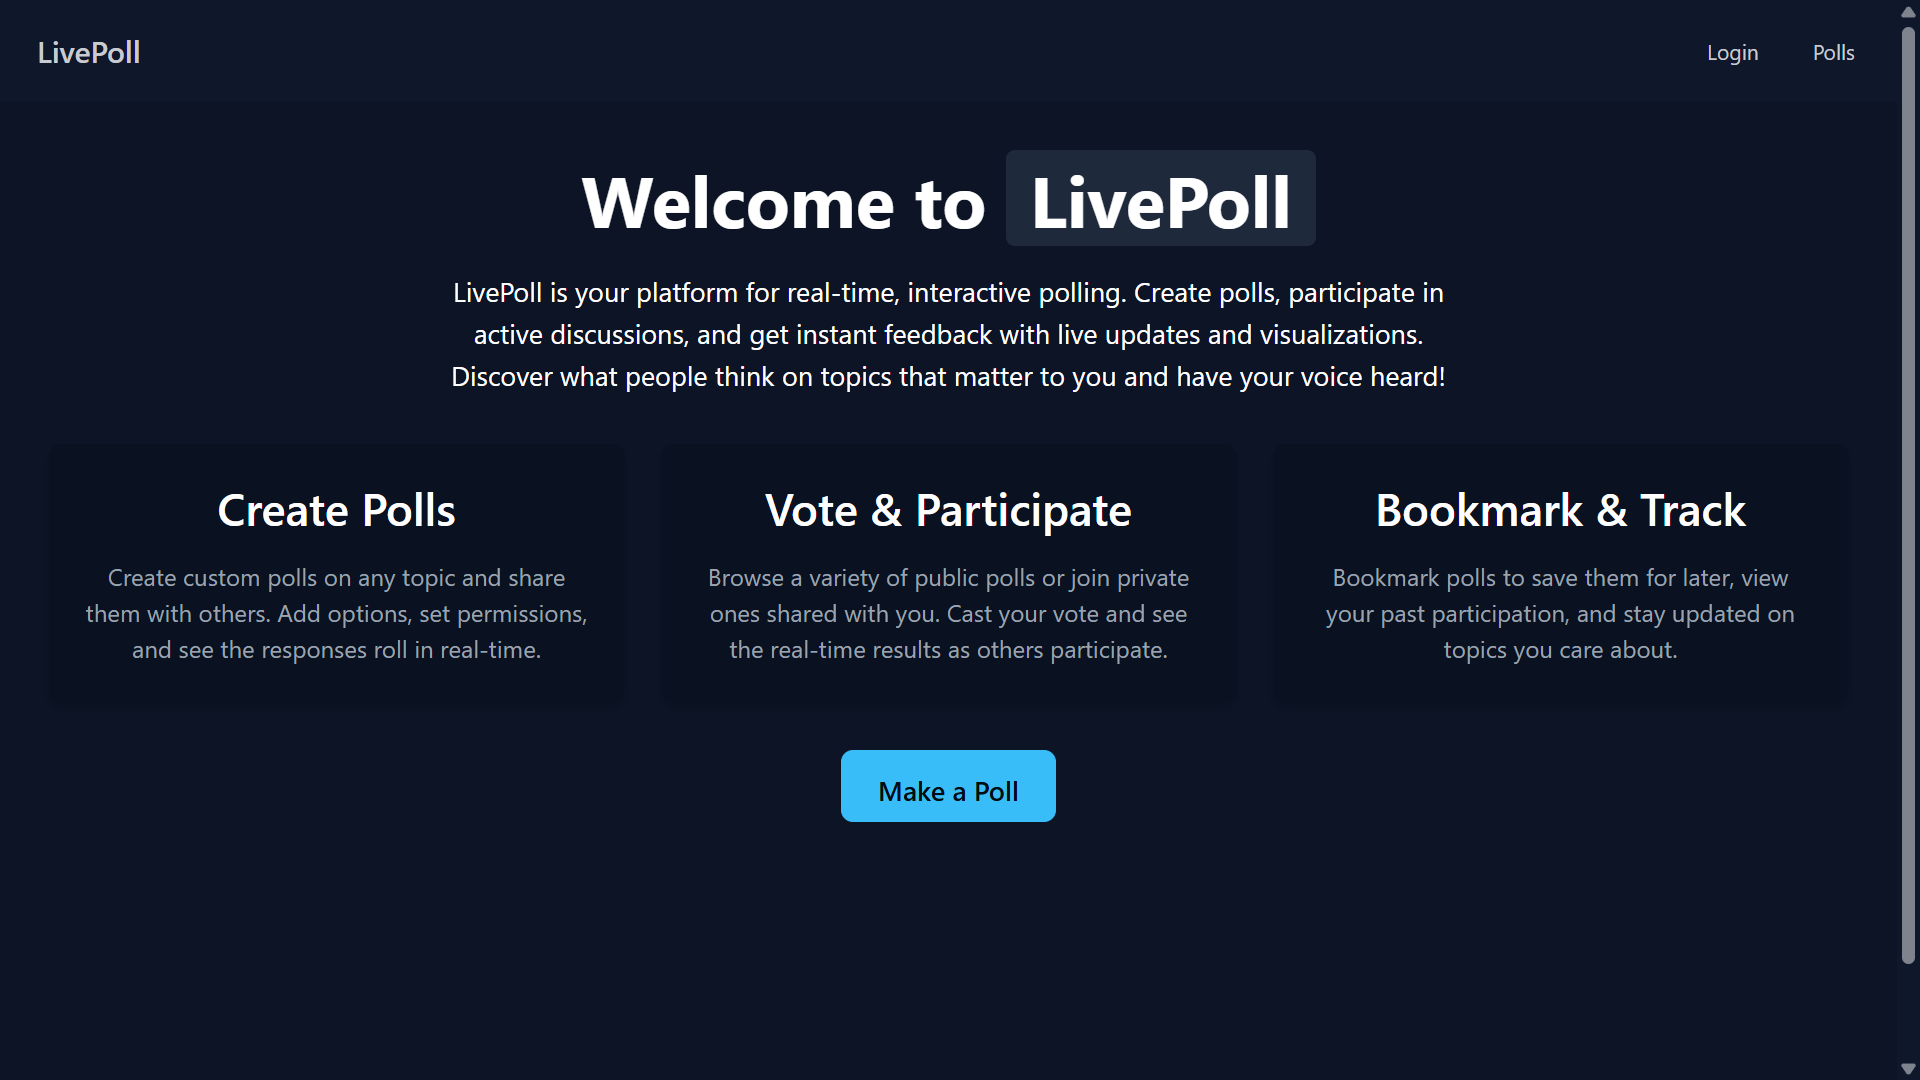 LivePoll
Login
Polls
Welcome to LivePoll
LivePoll is your platform for real-time, interactive polling. Create polls, participate in
active discussions, and get instant feedback with live updates and visualizations.
Discover what people think on topics that matter to you and have your voice heard!
Create Polls
Create custom polls on any topic and share
them with others. Add options, set permissions,
and see the responses roll in real-time.
Vote & Participate
Browse a variety of public polls or join private
ones shared with you. Cast your vote and see
the real-time results as others participate.
Bookmark & Track
Bookmark polls to save them for later, view
your past participation, and stay updated on
topics you care about.
Make a Poll